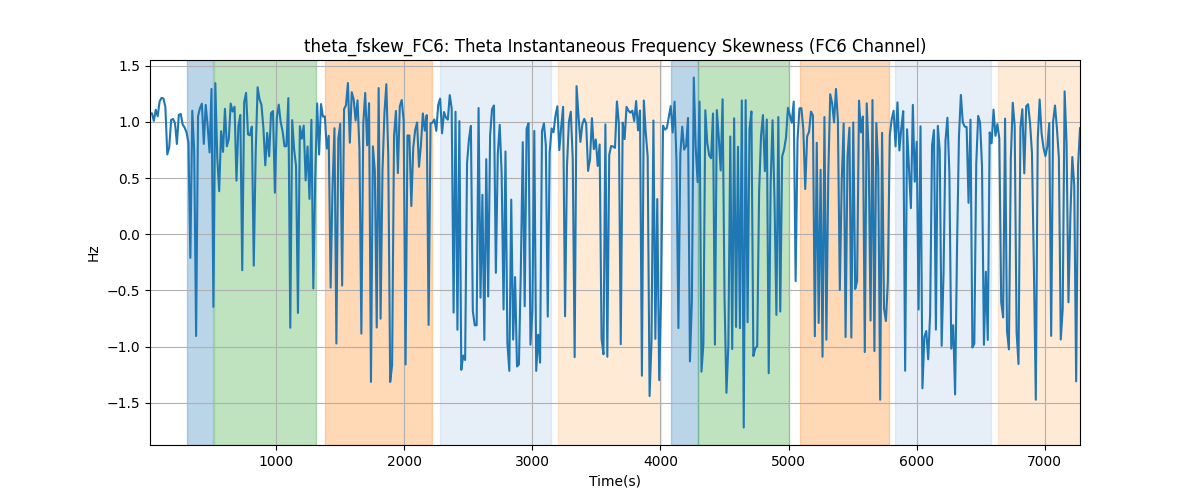 theta_fskew_FC6: Theta Instantaneous Frequency Skewness (FC6 Channel)
1.5
1.0
0.5
0.0
−0.5
−1.0
−1.5
Hz
1000 2000 3000 4000 5000 6000 7000
Time(s)